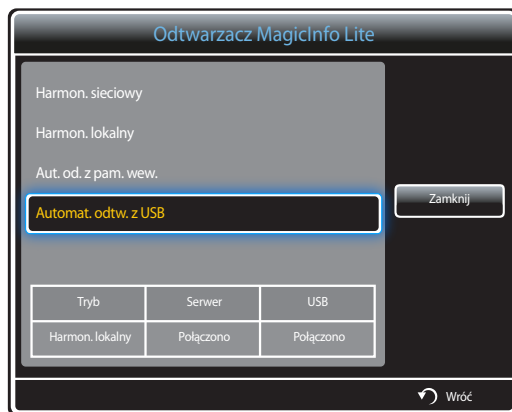 Odtwarzacz MagicInfo Lite
Harmon. sieciowy
Harmon. lokalny
Aut. od. z pam. wew.
Automat. odtw. z USB
Zamknij
Tryb Serwer USB
Harmon. lokalny Połączono Połączono
Wróć